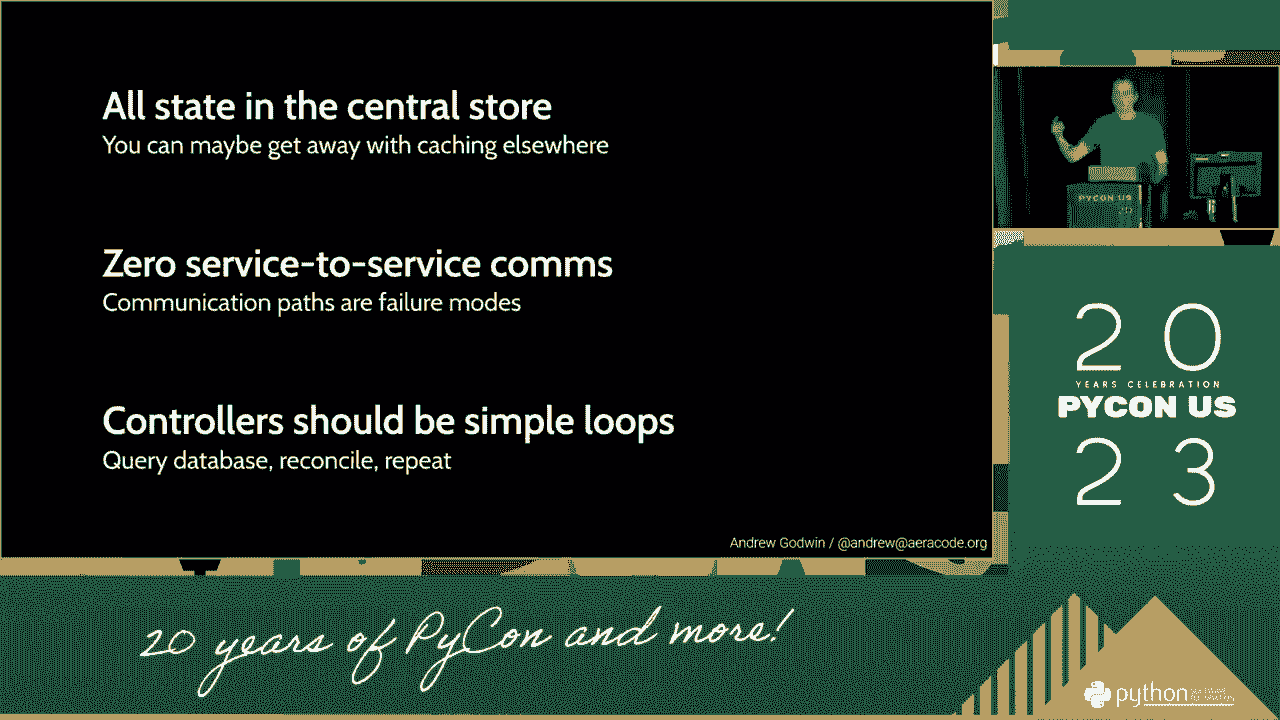 All state in the central store
You can maybe get away with caching elsewhere
Zero service-to-service comms
Communication paths are failure modes
Controllers should be simple loops
Query database, reconcile, repeat
Andrew Godwin / @andrew@aeracode.org
PYCON US
20
YEARS CELEBRATION
PYCON US
23
20 years of PyCon and more!
python